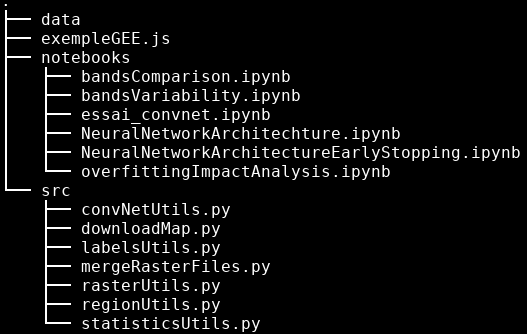 .
├── data
├── exempleGEE.js
├── notebooks
│   ├── bandsComparison.ipynb
│   ├── bandsVariability.ipynb
│   ├── essai_convnet.ipynb
│   ├── NeuralNetworkArchitechture.ipynb
│   ├── NeuralNetworkArchitectureEarlyStopping.ipynb
│   └── overfittingImpactAnalysis.ipynb
└── src
    ├── convNetUtils.py
    ├── downloadMap.py
    ├── labelsUtils.py
    ├── mergeRasterFiles.py
    ├── rasterUtils.py
    ├── regionUtils.py
    └── statisticsUtils.py